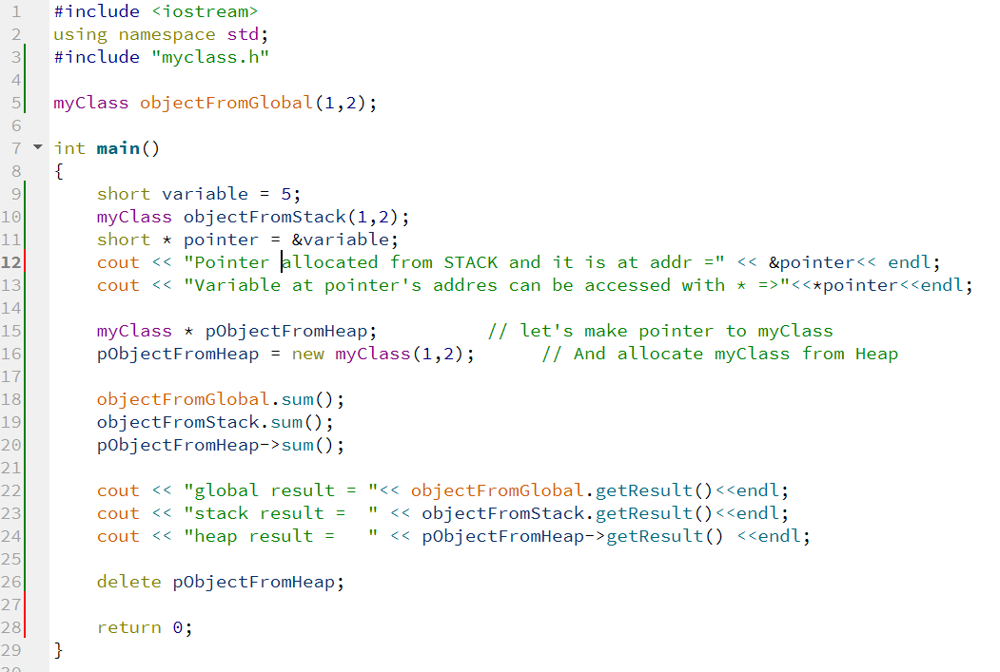 1 #include <iostream>
2 using namespace std;
3 #include "myclass.h"
4
5 myClass objectFromGlobal(1,2);
6
7 int main()
8 {
9     short variable = 5;
10     myClass objectFromStack(1,2);
11     short * pointer = &variable;
12     cout << "Pointer allocated from STACK and it is at addr =" << &pointer<< endl;
13     cout << "Variable at pointer's addres can be accessed with * =>"<<*pointer<<endl;
14
15     myClass * pObjectFromHeap;          // let's make pointer to myClass
16     pObjectFromHeap = new myClass(1,2);      // And allocate myClass from Heap
17
18     objectFromGlobal.sum();
19     objectFromStack.sum();
20     pObjectFromHeap->sum();
21
22     cout << "global result = "<< objectFromGlobal.getResult()<<endl;
23     cout << "stack result =  " << objectFromStack.getResult()<<endl;
24     cout << "heap result =   " << pObjectFromHeap->getResult() <<endl;
25
26     delete pObjectFromHeap;
27
28     return 0;
29 }
30